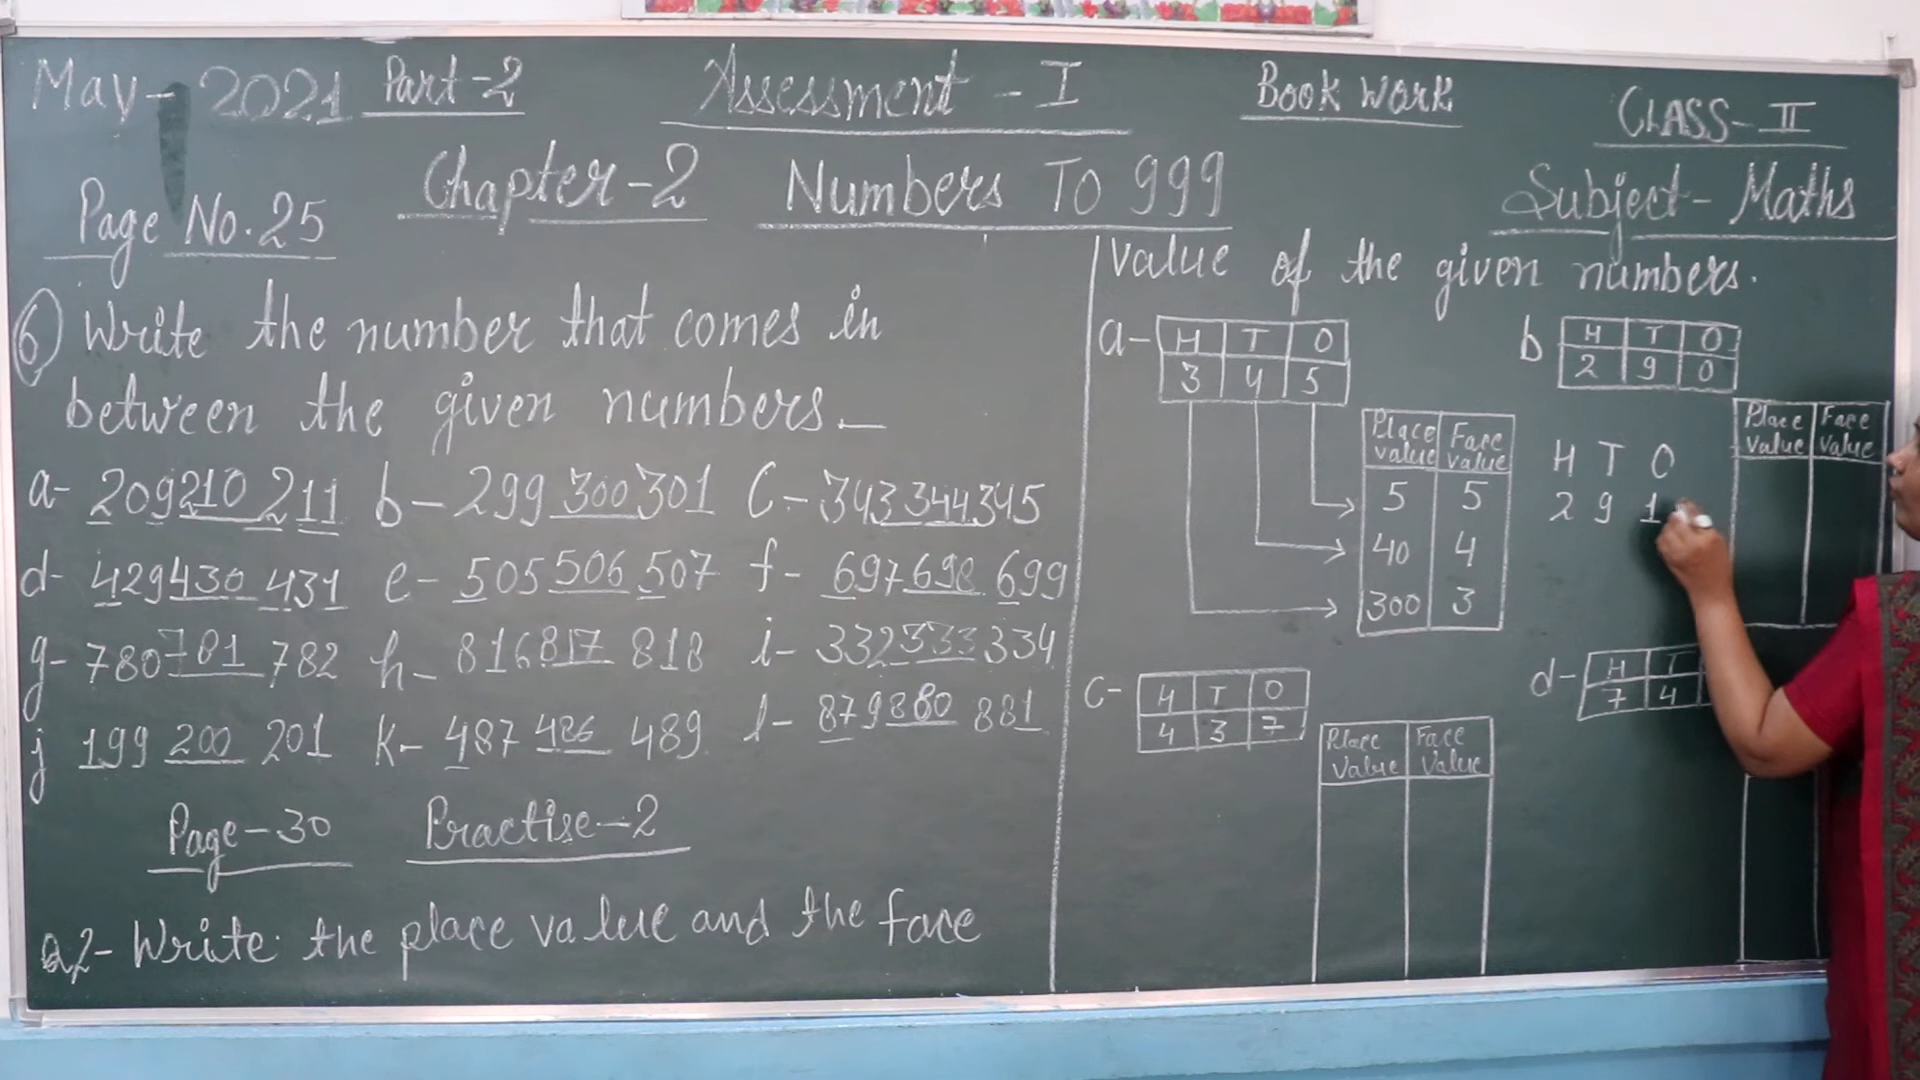 May-2021 Part-2 Assessment - I Book Work CLASS-II
Chapter-2 Numbers To 999 Subject- Maths
Page No.25
6 Write the number that comes in
between the given numbers-
a- 209 210 211 b- 299 300 301 C- 343 344 345
d- 429 430 431 e- 505 506 507 f- 697 698 699
g- 780 781 782 h- 816 817 818 i- 332 333 334
j 199 200 201 K- 487 486 489 l- 879 880 881
Page-30 Practise-2
Q2- Write the place value and the face
value of the given numbers.
a- H T O
3 4 5
Place Value Face Value
5 5
40 4
300 3
b H T O
2 9 0
Place Value Face Value
H T O
2 9 1
C- H T O
4 3 7
Place Value Face Value
d- H T
7 4